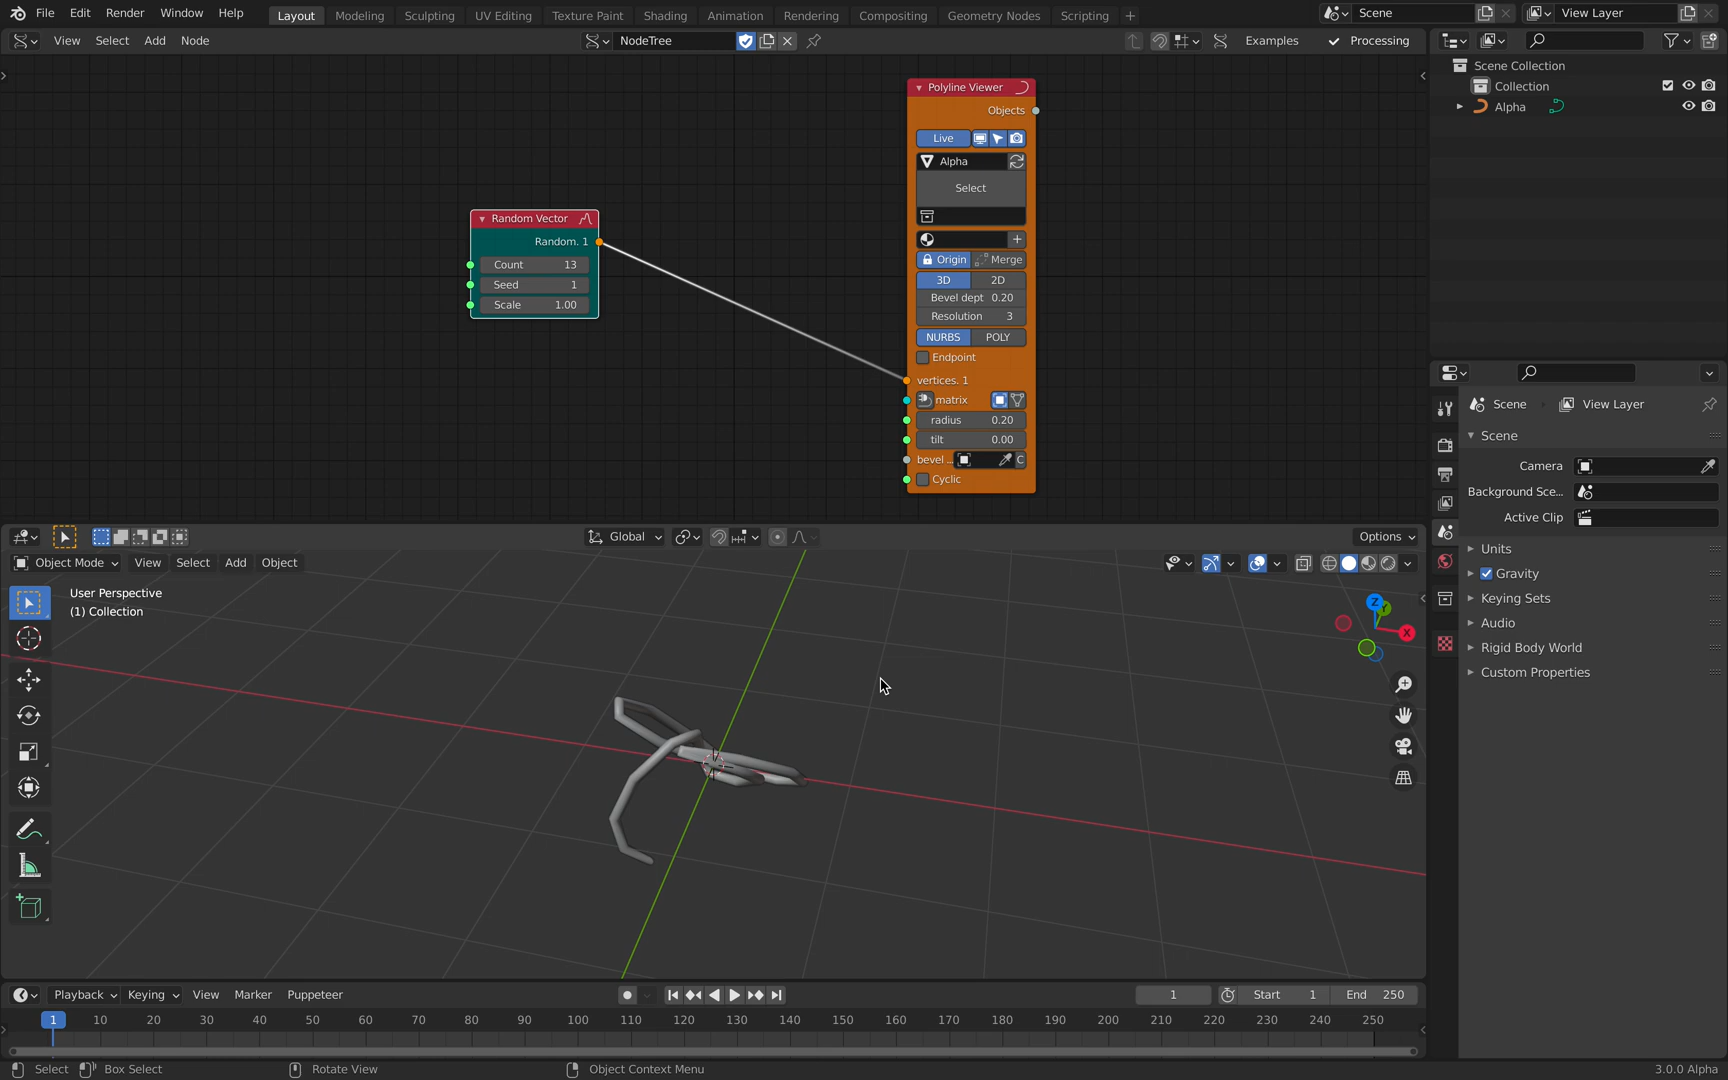 File Edit Render Window Help Layout Modeling Sculpting UV Editing Texture Paint Shading Animation Rendering Compositing Geometry Nodes Scripting + Scene View Layer
View Select Add Node NodeTree Examples Processing
Scene Collection
Collection
Alpha
Polyline Viewer
Objects
Live
Alpha
Select
Origin Merge
3D 2D
Bevel dept 0.20
Resolution 3
NURBS POLY
Endpoint
vertices. 1
matrix
radius 0.20
tilt 0.00
bevel .. C
Cyclic
Random Vector
Random. 1
Count 13
Seed 1
Scale 1.00
Scene View Layer
Scene
Camera
Background Sce...
Active Clip
Units
Gravity
Keying Sets
Audio
Rigid Body World
Custom Properties
Global Options
Object Mode View Select Add Object
User Perspective
(1) Collection
Z
Y
X
Playback Keying View Marker Puppeteer 1 Start 1 End 250
1 10 20 30 40 50 60 70 80 90 100 110 120 130 140 150 160 170 180 190 200 210 220 230 240 250
Select Box Select Rotate View Object Context Menu 3.0.0 Alpha